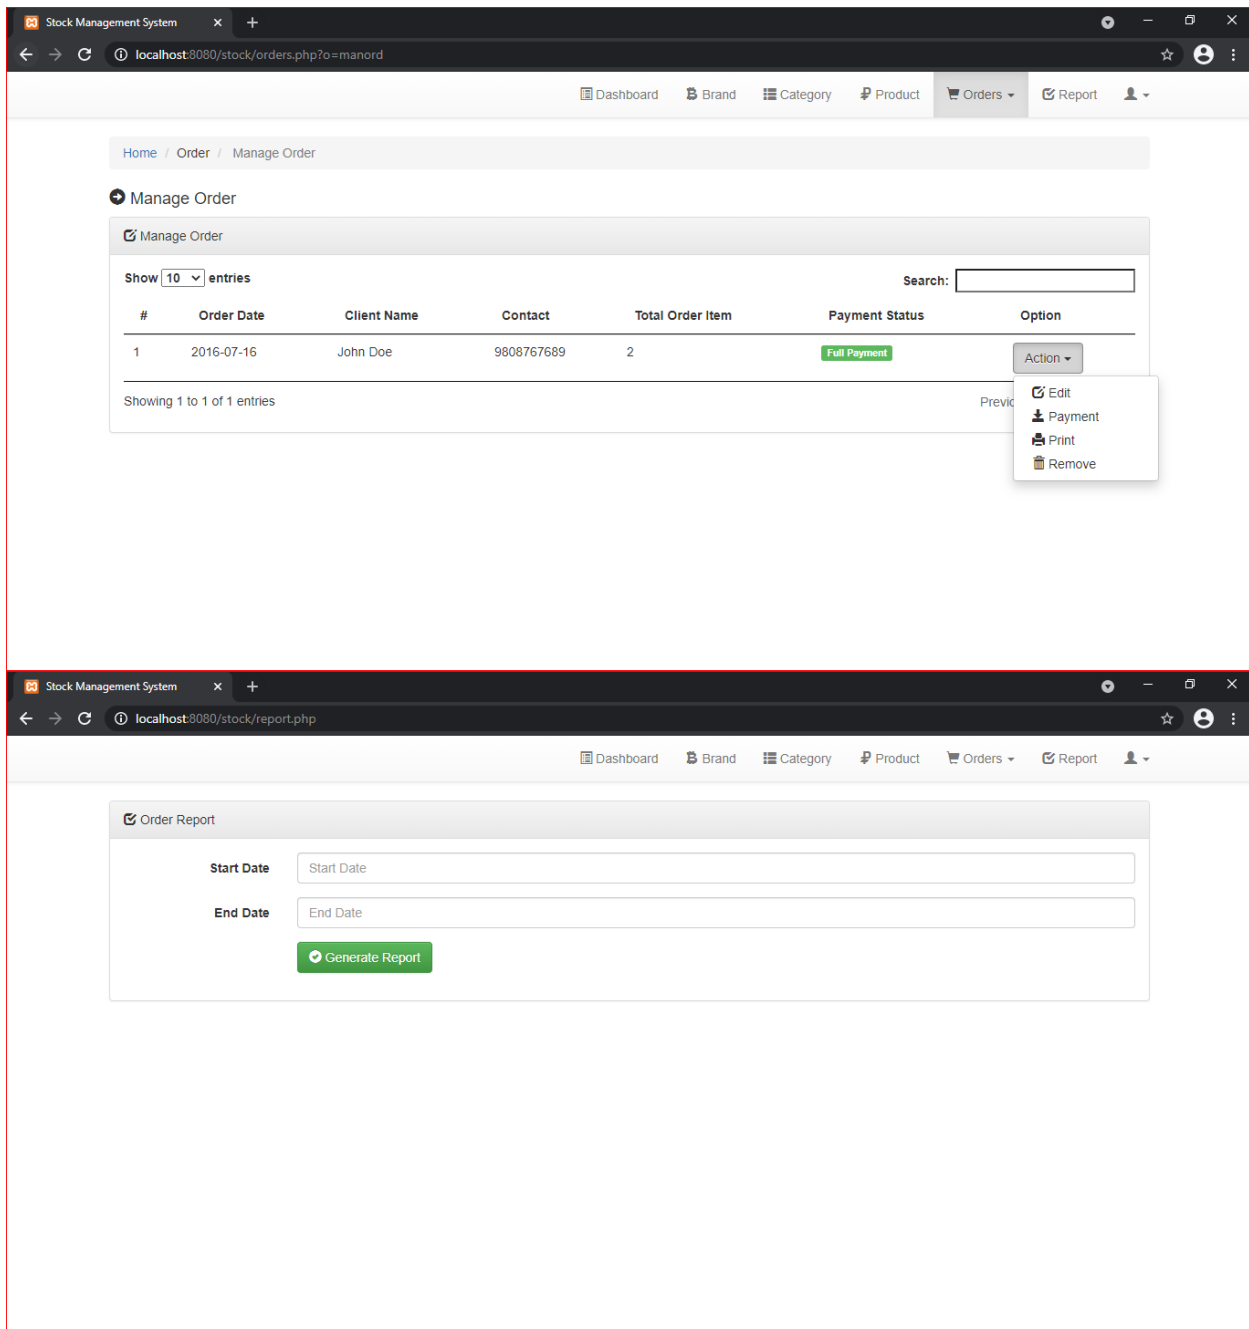 Stock Management System
localhost:8080/stock/orders.php?o=manord
Dashboard Brand Category Product Orders Report
Home / Order / Manage Order
Manage Order
Manage Order
Show 10 entries Search:
# Order Date Client Name Contact Total Order Item Payment Status Option
1 2016-07-16 John Doe 9808767689 2 Full Payment Action
Edit
Showing 1 to 1 of 1 entries
Payment
Print
Remove
Stock Management System
localhost:8080/stock/report.php
Dashboard Brand Category Product Orders Report
Order Report
Start Date Start Date
End Date End Date
Generate Report